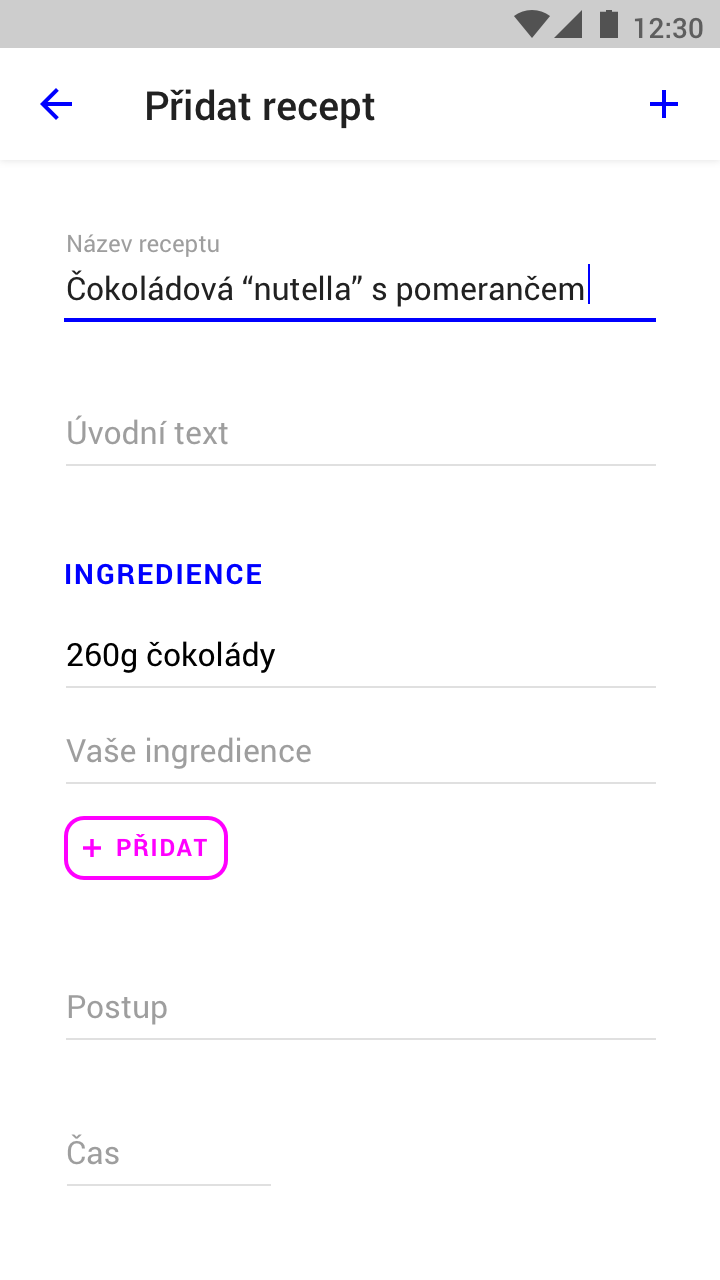 12:30
Přidat recept
Název receptu
Čokoládová “nutella” s pomerančem
Úvodní text
INGREDIENCE
260g čokolády
Vaše ingredience
+ PŘIDAT
Postup
Čas